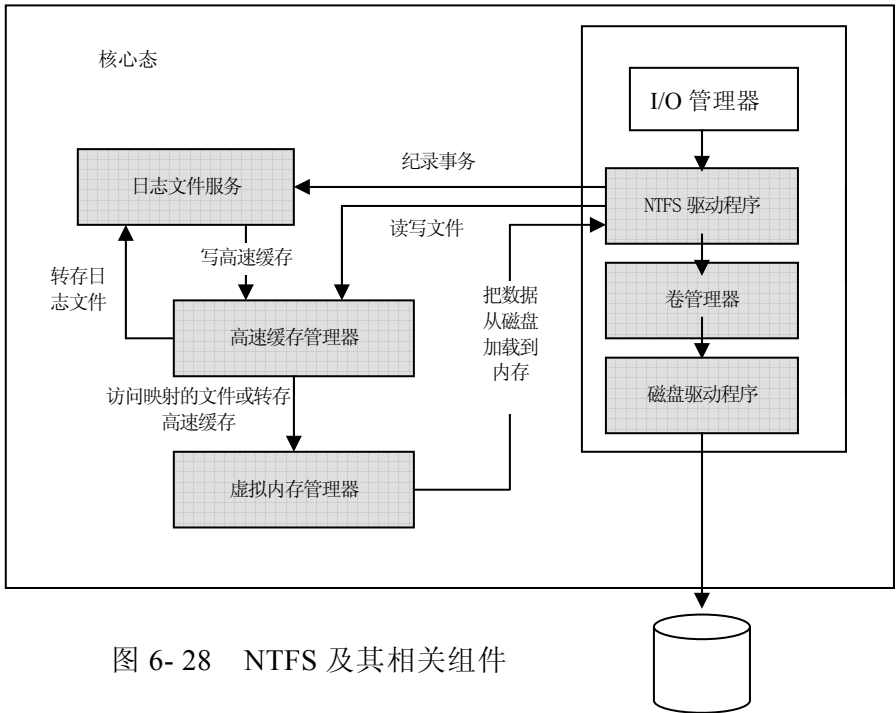 核心态
I/O 管理器
纪录事务
日志文件服务
NTFS 驱动程序
读写文件
写高速缓存
转存日
志文件
把数据
从磁盘
加载到
内存
卷管理器
高速缓存管理器
访问映射的文件或转存
高速缓存
磁盘驱动程序
虚拟内存管理器
图 6- 28 NTFS 及其相关组件